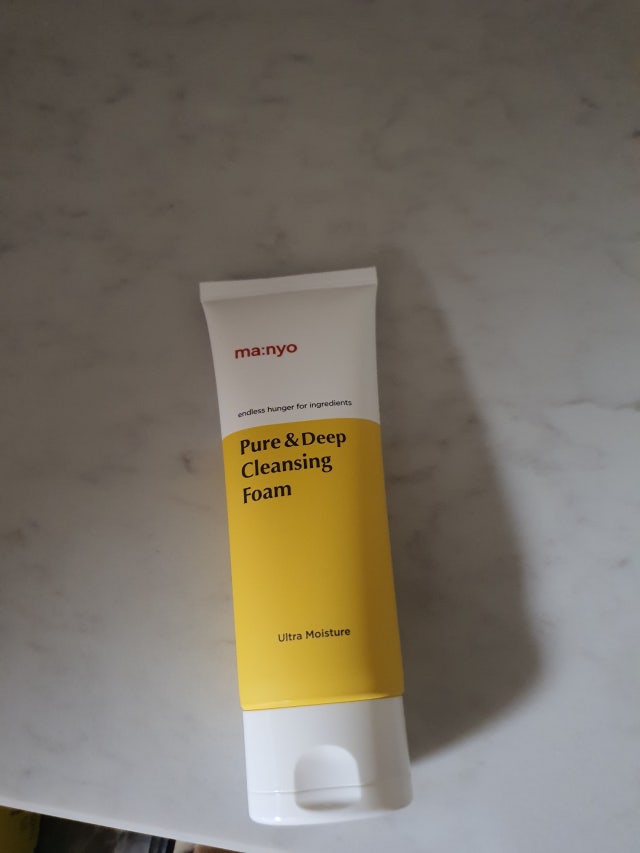 ma:nyo
endless hunger for ingredients
Pure & Deep
Cleansing
Foam
Ultra Moisture